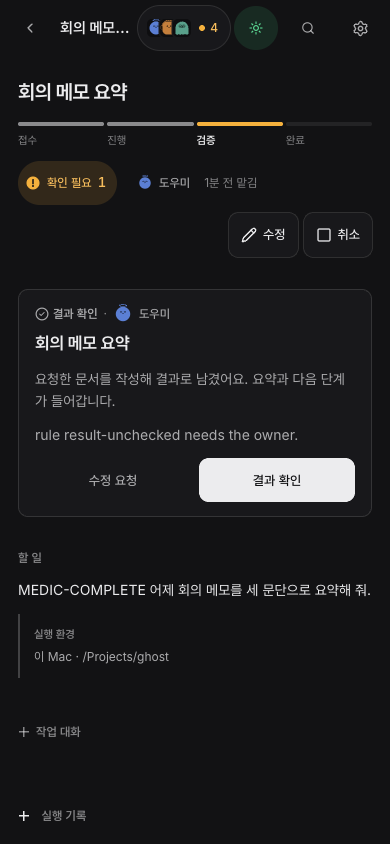 회의 메모...
4
회의 메모 요약
접수
진행
검증
완료
확인 필요 1
도우미
1분 전 맡김
수정
취소
결과 확인 · 도우미
회의 메모 요약
요청한 문서를 작성해 결과로 남겼어요. 요약과 다음 단계
가 들어갑니다.
rule result-unchecked needs the owner.
수정 요청
결과 확인
할 일
MEDIC-COMPLETE 어제 회의 메모를 세 문단으로 요약해 줘.
실행 환경
이 Mac · /Projects/ghost
작업 대화
실행 기록